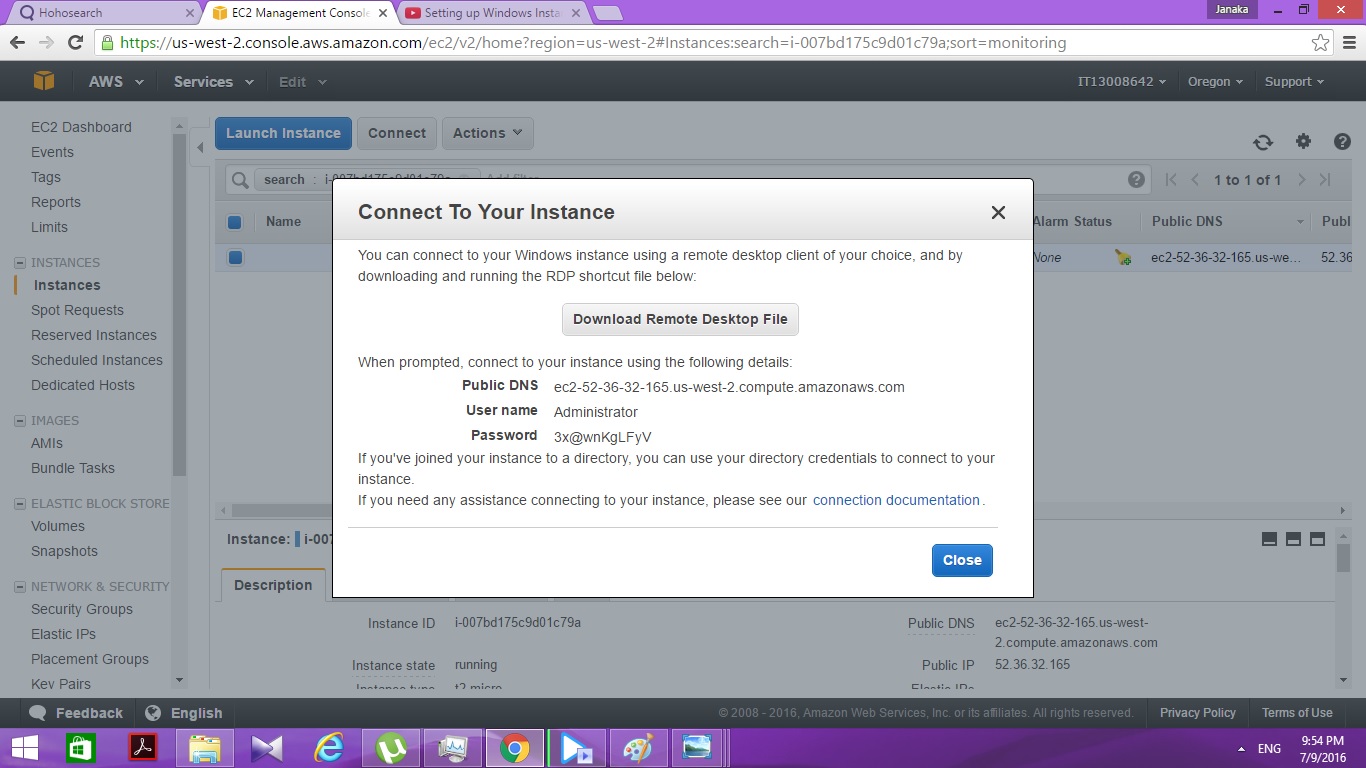 Hohosearch
EC2 Management Console
Setting up Windows Insta
Janaka
https://us-west-2.console.aws.amazon.com/ec2/v2/home?region=us-west-2#Instances:search=i-007bd175c9d01c79a;sort=monitoring
AWS Services Edit IT13008642 Oregon Support
EC2 Dashboard
Events
Tags
Reports
Limits
INSTANCES
Instances
Spot Requests
Reserved Instances
Scheduled Instances
Dedicated Hosts
IMAGES
AMIs
Bundle Tasks
ELASTIC BLOCK STORE
Volumes
Snapshots
NETWORK & SECURITY
Security Groups
Elastic IPs
Placement Groups
Key Pairs
Launch Instance Connect Actions
search : i-007bd175c9d01c79a Add filter 1 to 1 of 1
Name Alarm Status Public DNS Publ
None ec2-52-36-32-165.us-we... 52.36
Connect To Your Instance
You can connect to your Windows instance using a remote desktop client of your choice, and by
downloading and running the RDP shortcut file below:
Download Remote Desktop File
When prompted, connect to your instance using the following details:
Public DNS ec2-52-36-32-165.us-west-2.compute.amazonaws.com
User name Administrator
Password 3x@wnKgLFyV
If you've joined your instance to a directory, you can use your directory credentials to connect to your
instance.
If you need any assistance connecting to your instance, please see our connection documentation.
Close
Instance: i-007
Description
Instance ID i-007bd175c9d01c79a Public DNS ec2-52-36-32-165.us-west-
2.compute.amazonaws.com
Instance state running Public IP 52.36.32.165
Instance type t2.micro Elastic IPs
Feedback English © 2008 - 2016, Amazon Web Services, Inc. or its affiliates. All rights reserved. Privacy Policy Terms of Use
ENG 9:54 PM
7/9/2016